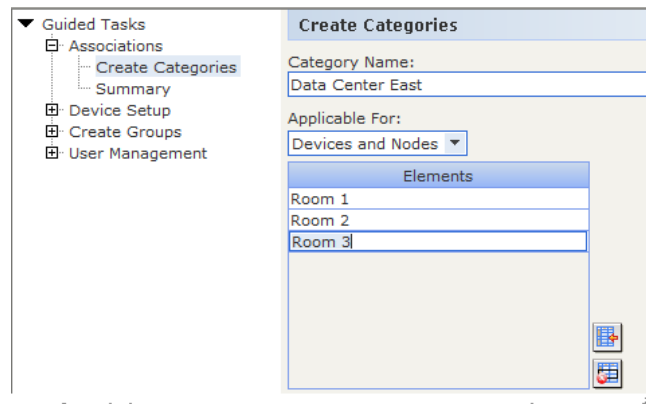 Guided Tasks
Associations
Create Categories
Summary
Device Setup
Create Groups
User Management
Create Categories
Category Name:
Data Center East
Applicable For:
Devices and Nodes
Elements
Room 1
Room 2
Room 3